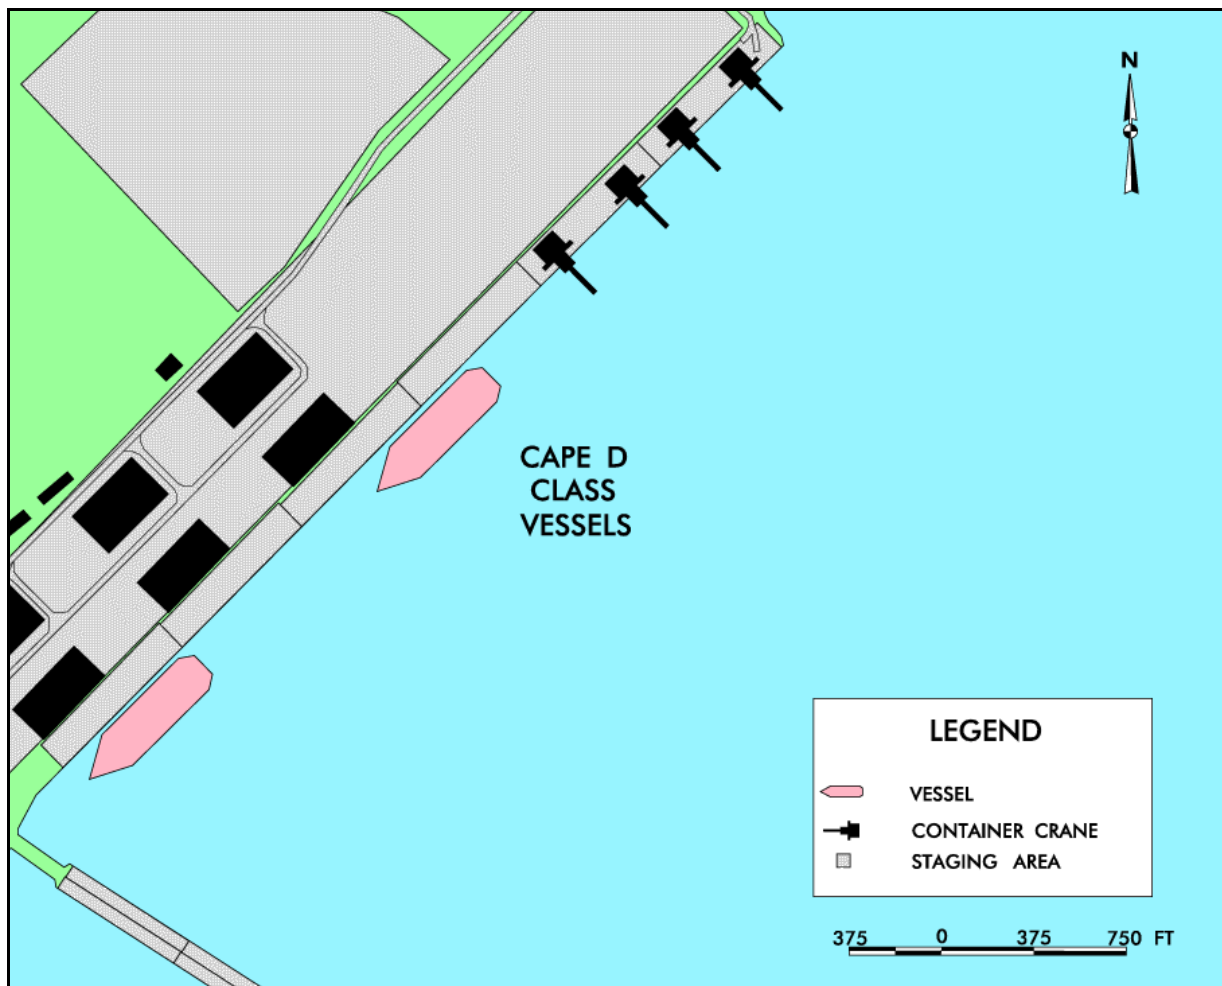 N
CAPE D
CLASS
VESSELS
LEGEND
VESSEL
CONTAINER CRANE
STAGING AREA
375 0 375 750 FT